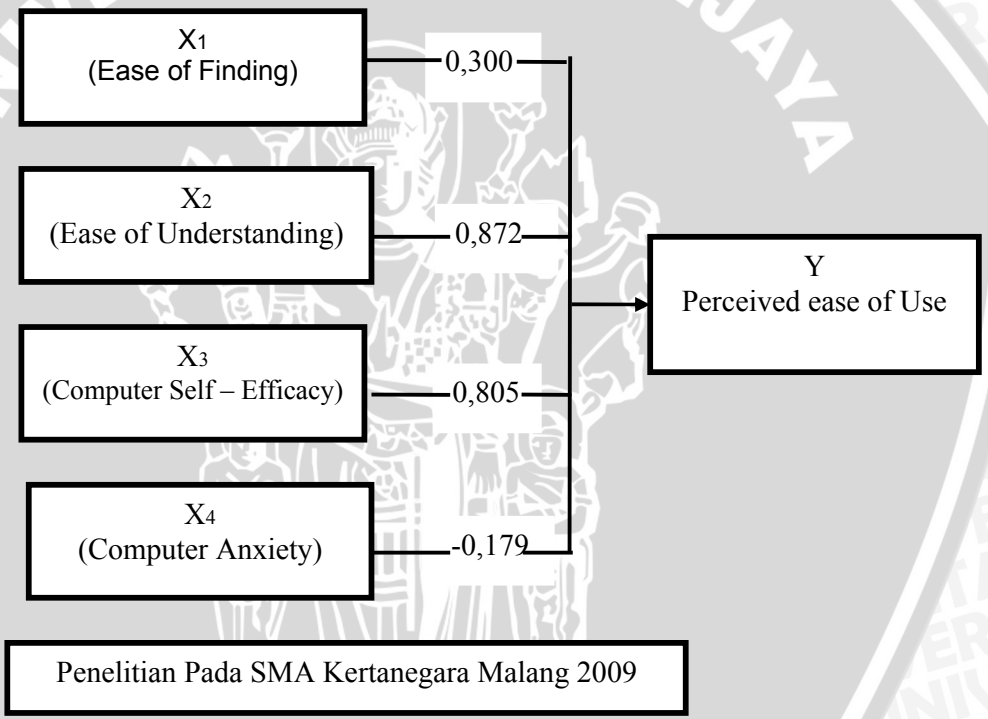 X1
(Ease of Finding)
0,300
X2
(Ease of Understanding)
0,872
Y
Perceived ease of Use
X3
(Computer Self – Efficacy)
0,805
X4
(Computer Anxiety)
-0,179
Penelitian Pada SMA Kertanegara Malang 2009